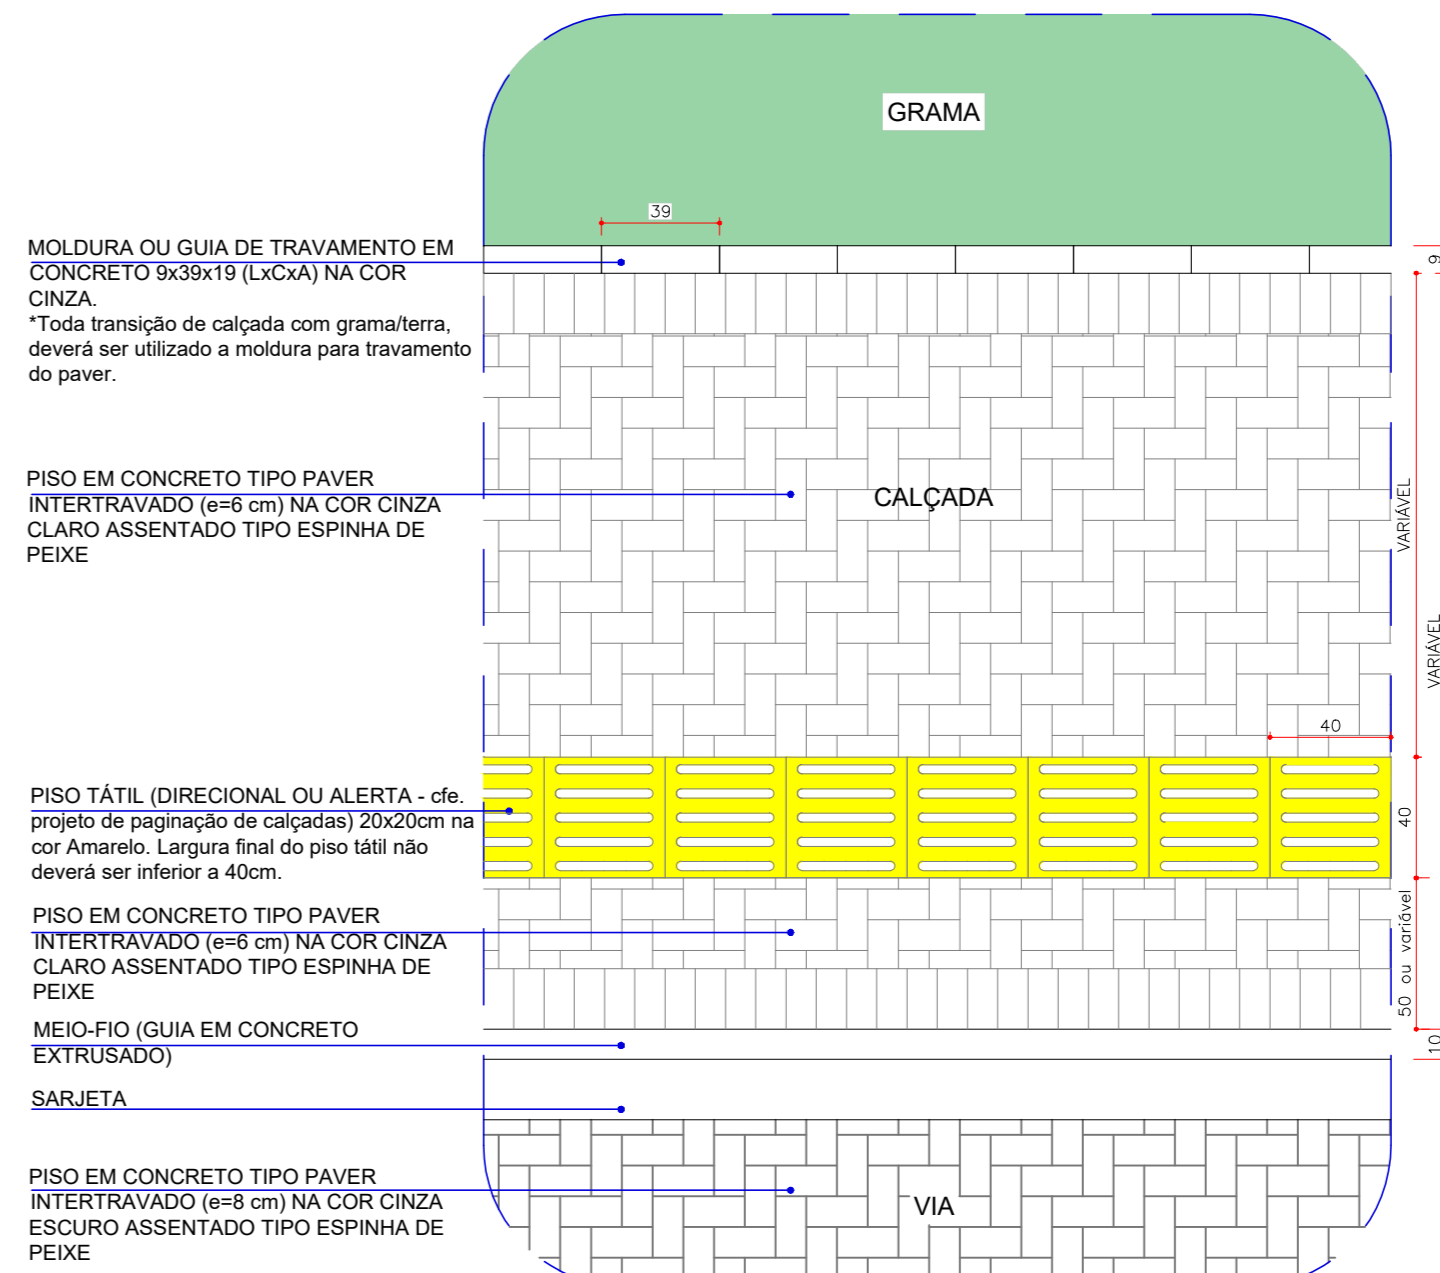 GRAMA
39
9
MOLDURA OU GUIA DE TRAVAMENTO EM
CONCRETO 9x39x19 (LxCxA) NA COR
CINZA.
*Toda transição de calçada com grama/terra,
deverá ser utilizado a moldura para travamento
do paver.
PISO EM CONCRETO TIPO PAVER
INTERTRAVADO (e=6 cm) NA COR CINZA
CLARO ASSENTADO TIPO ESPINHA DE
PEIXE
CALÇADA
VARIÁVEL
VARIÁVEL
40
PISO TÁTIL (DIRECIONAL OU ALERTA - cfe.
projeto de paginação de calçadas) 20x20cm na
cor Amarelo. Largura final do piso tátil não
deverá ser inferior a 40cm.
40
PISO EM CONCRETO TIPO PAVER
INTERTRAVADO (e=6 cm) NA COR CINZA
CLARO ASSENTADO TIPO ESPINHA DE
PEIXE
50 ou variável
MEIO-FIO (GUIA EM CONCRETO
EXTRUSADO)
10
SARJETA
PISO EM CONCRETO TIPO PAVER
INTERTRAVADO (e=8 cm) NA COR CINZA
ESCURO ASSENTADO TIPO ESPINHA DE
PEIXE
VIA